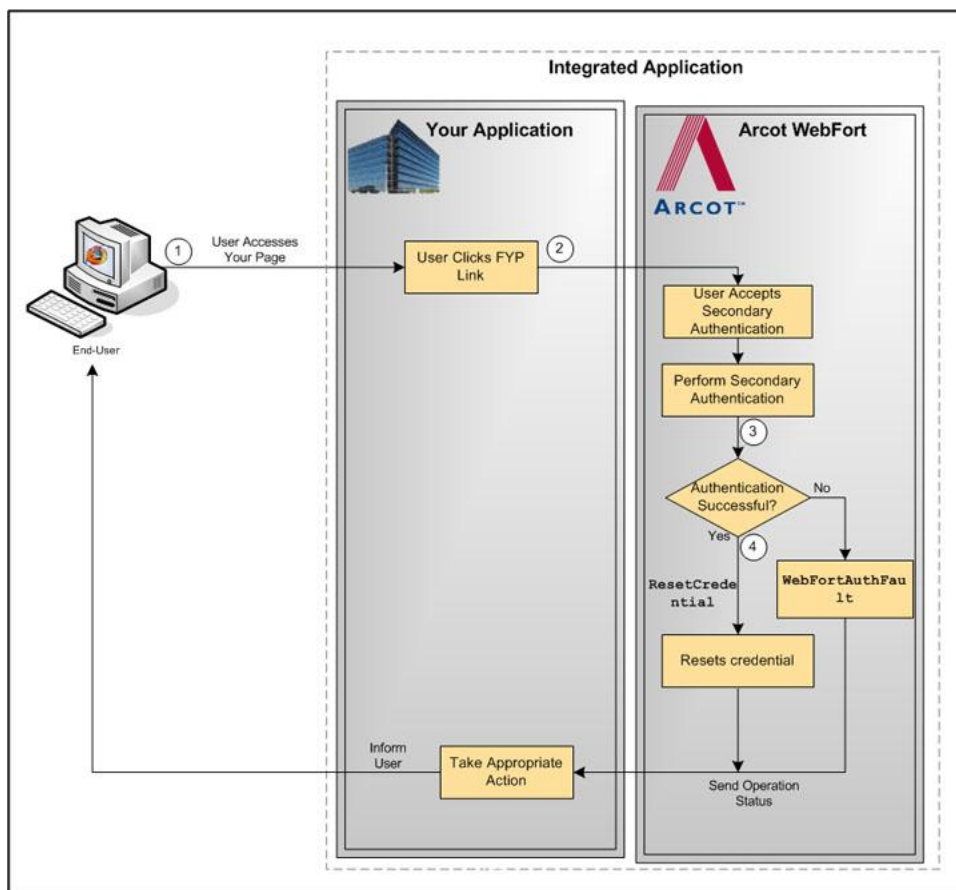 Integrated Application
Your Application
Arcot WebFort
ARCOT™
1
User Accesses
Your Page
User Clicks FYP
Link
2
User Accepts
Secondary
Authentication
End-User
Perform Secondary
Authentication
3
Authentication
Successful?
No
Yes
4
ResetCrede
ntial
WebFortAuthFau
lt
Resets credential
Inform
User
Take Appropriate
Action
Send Operation
Status